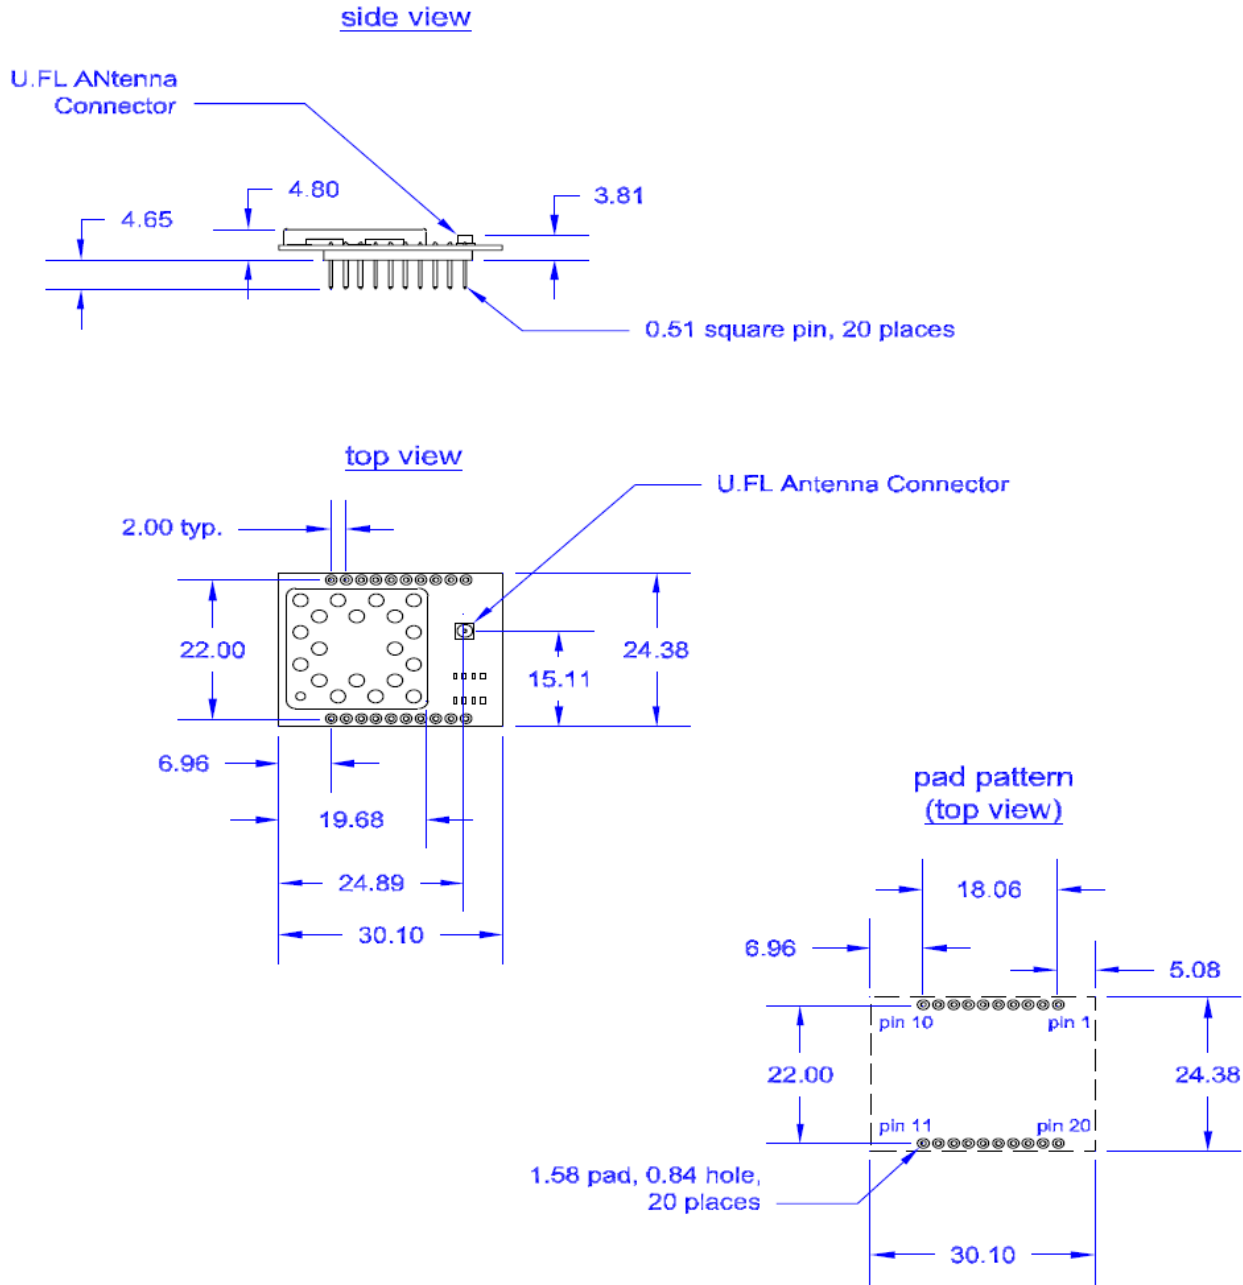 side view
U.FL ANtenna
Connector
4.80
3.81
4.65
0.51 square pin, 20 places
top view
U.FL Antenna Connector
2.00 typ.
22.00
24.38
15.11
6.96
19.68
24.89
30.10
pad pattern
(top view)
18.06
6.96
5.08
pin 10
pin 1
22.00
24.38
pin 11
pin 20
1.58 pad, 0.84 hole,
20 places
30.10